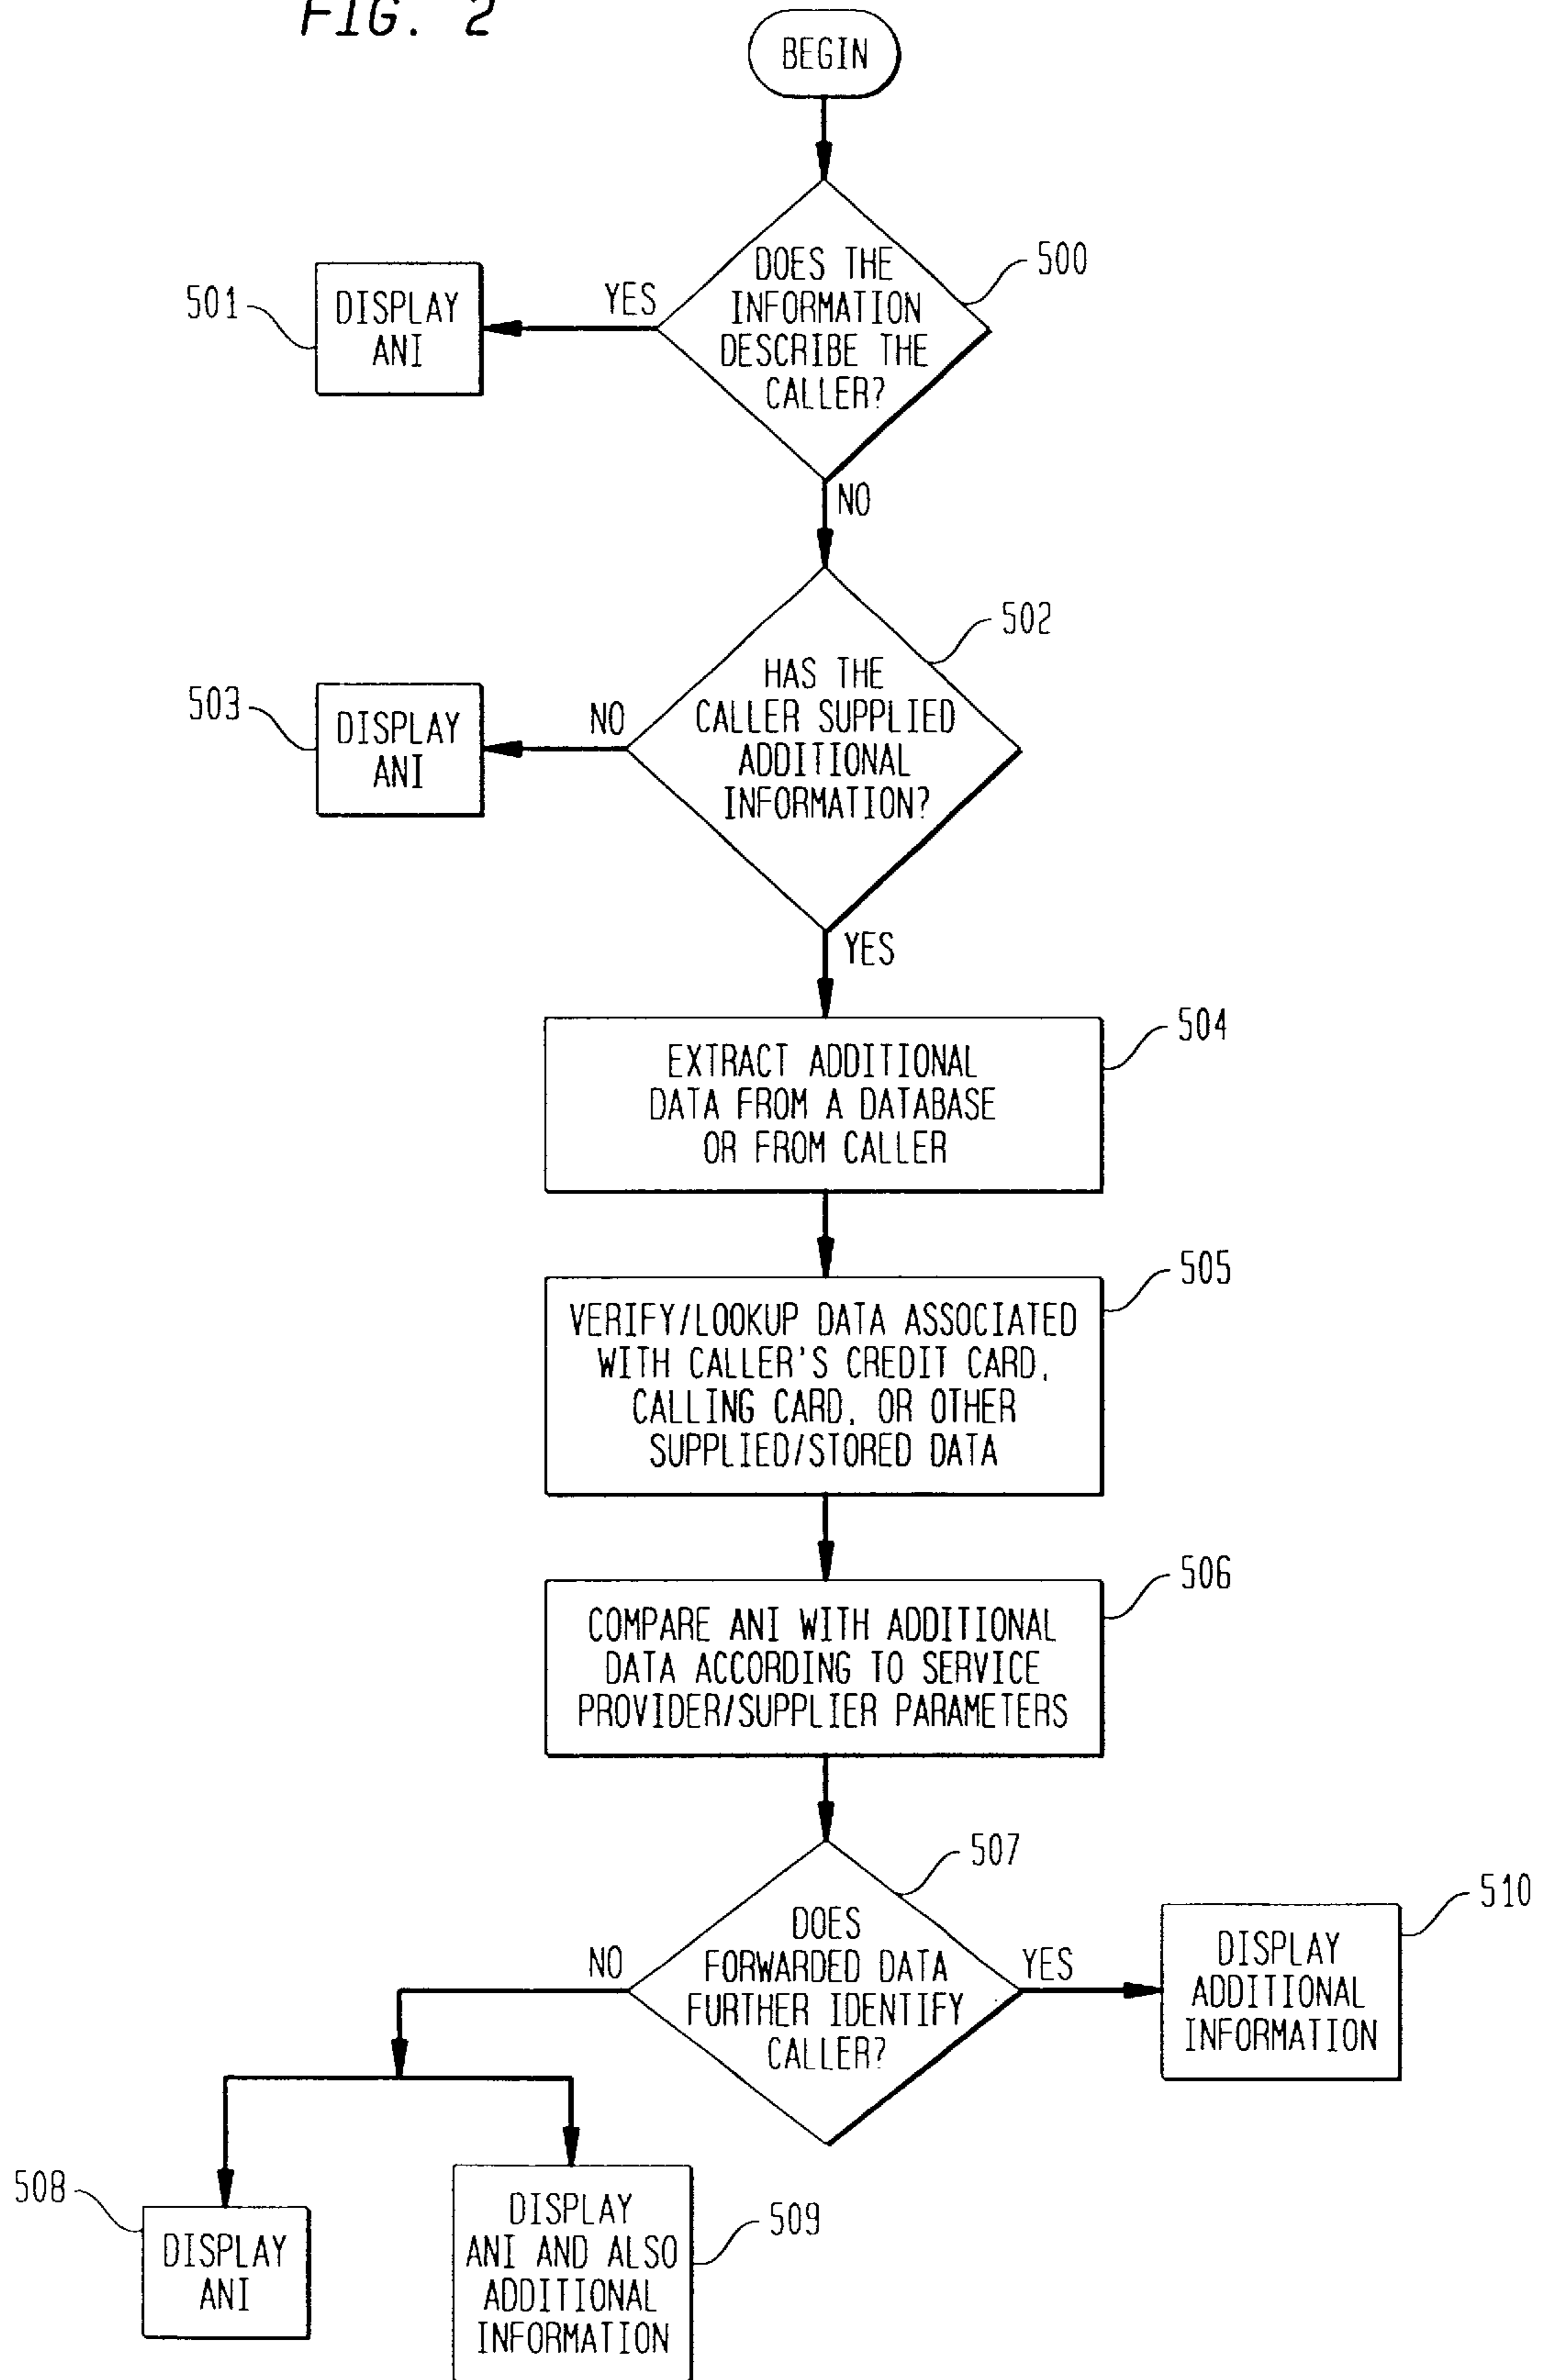 FIG. 2
BEGIN
500
DOES THE
INFORMATION
DESCRIBE THE
CALLER?
YES
501
DISPLAY
ANI
NO
502
HAS THE
CALLER SUPPLIED
ADDITIONAL
INFORMATION?
NO
503
DISPLAY
ANI
YES
504
EXTRACT ADDITIONAL
DATA FROM A DATABASE
OR FROM CALLER
505
VERIFY/LOOKUP DATA ASSOCIATED
WITH CALLER'S CREDIT CARD,
CALLING CARD, OR OTHER
SUPPLIED/STORED DATA
506
COMPARE ANI WITH ADDITIONAL
DATA ACCORDING TO SERVICE
PROVIDER/SUPPLIER PARAMETERS
507
DOES
FORWARDED DATA
FURTHER IDENTIFY
CALLER?
NO
YES
510
DISPLAY
ADDITIONAL
INFORMATION
508
DISPLAY
ANI
509
DISPLAY
ANI AND ALSO
ADDITIONAL
INFORMATION